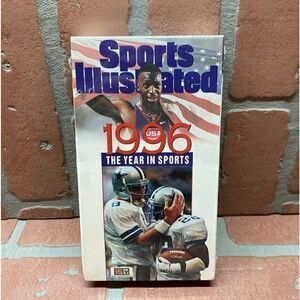 Sports
Illustrated
USA
1996
THE YEAR IN SPORTS